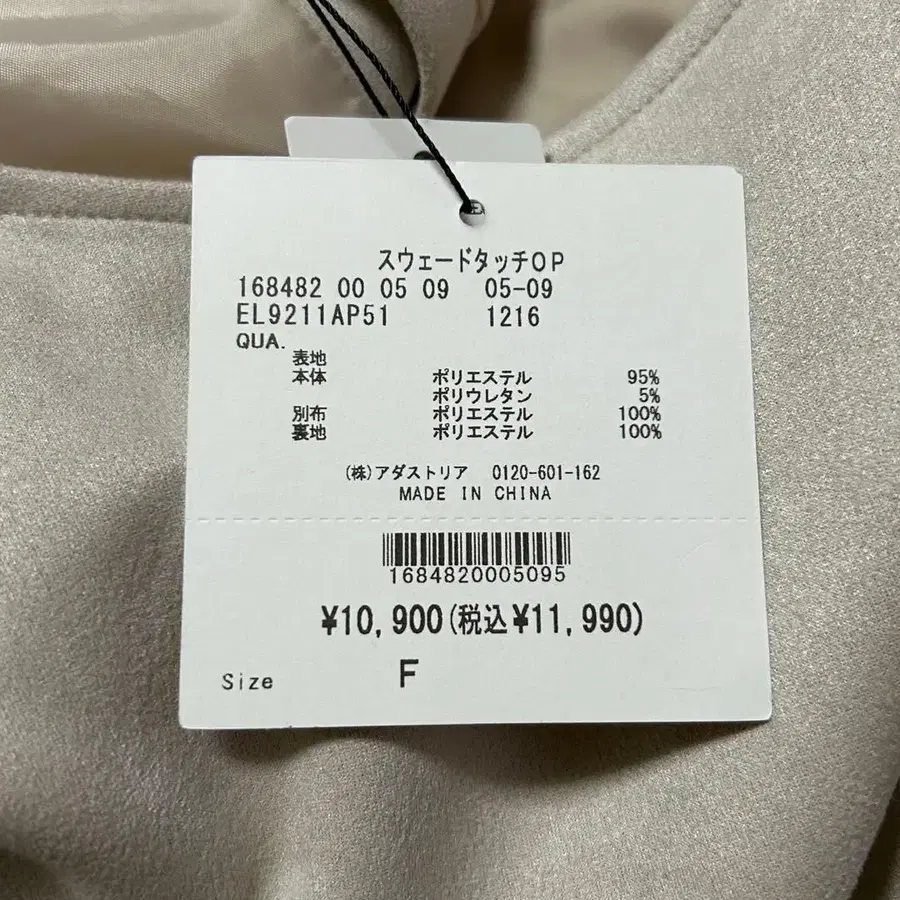 スウェードタッチOP
168482 00 05 09 05-09
EL9211AP51 1216
QUA.
表地
本体 ポリエステル 95%
ポリウレタン 5%
別布 ポリエステル 100%
裏地 ポリエステル 100%
(株)アダストリア 0120-601-162
MADE IN CHINA
1684820005095
¥10,900(税込¥11,990)
Size F